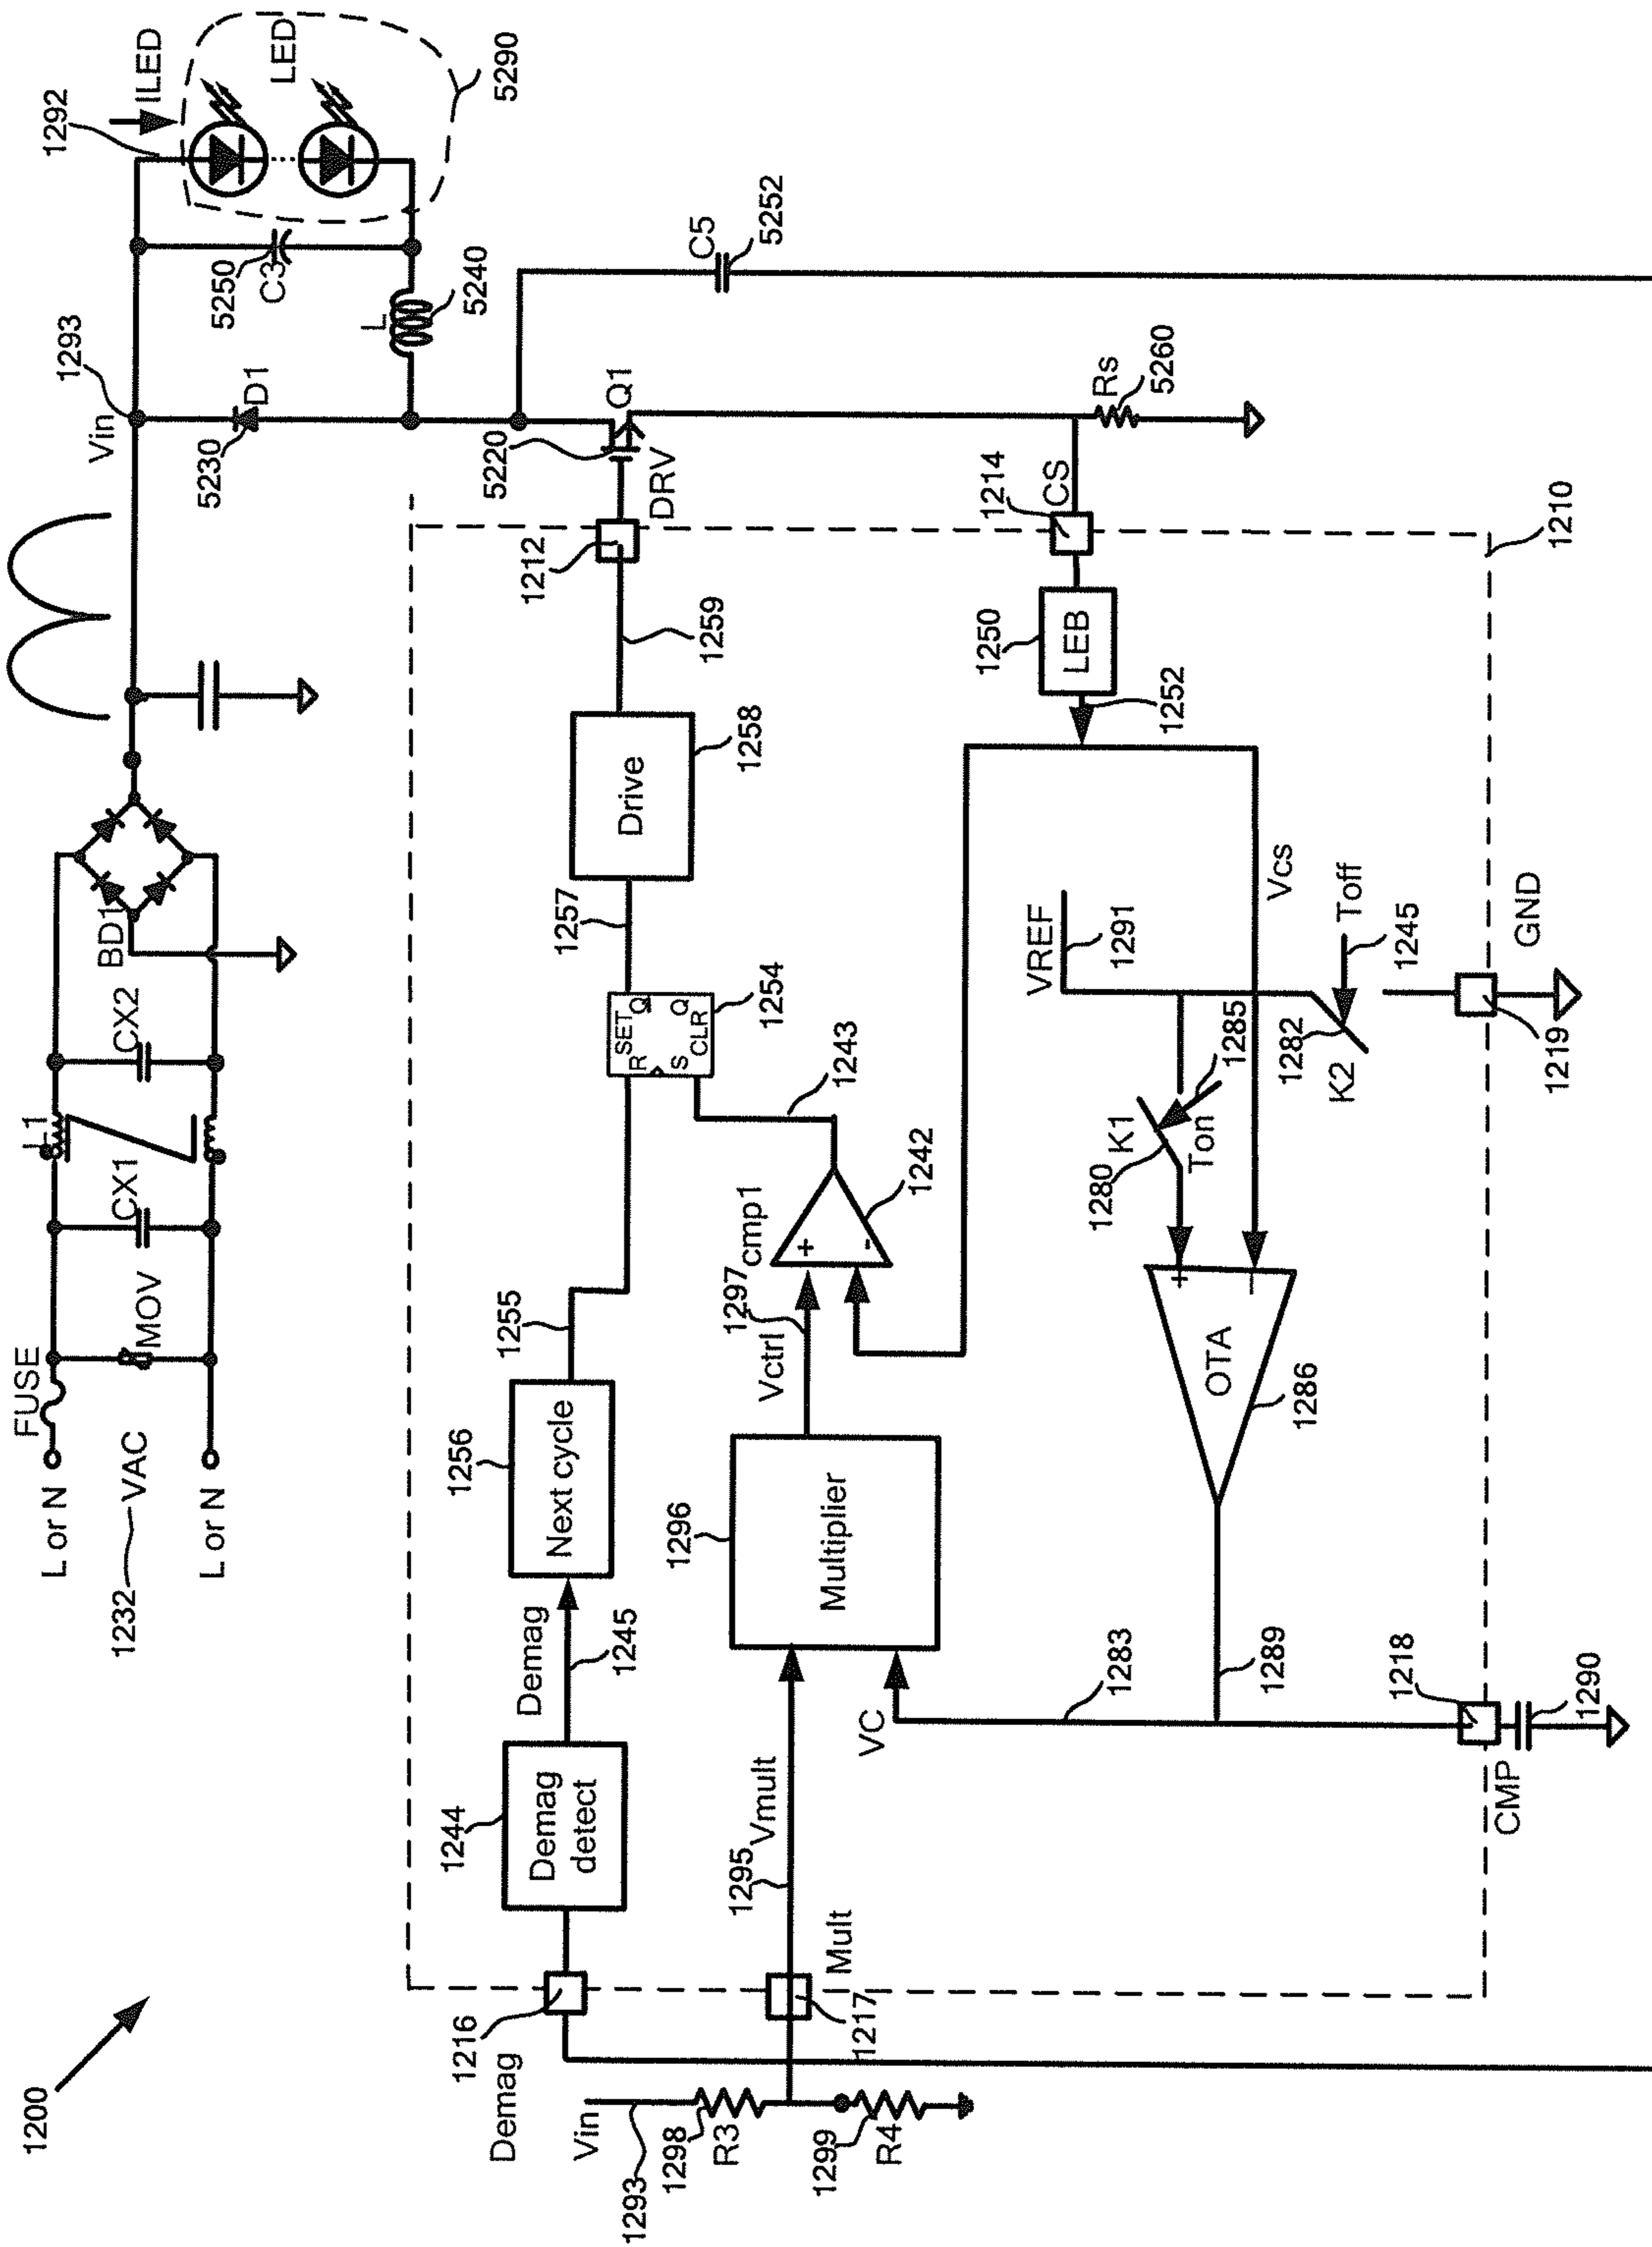 1200
L or N
FUSE
1232
VAC
L or N
MOV
CX1
L1
CX2
BD1
Vin
1293
5230
D1
5250
C3
L
5240
1292
ILED
LED
5290
1216
Demag
1244
Demag
detect
Demag
1245
1256
Next cycle
1255
R
SET
Q
S
CLR
Q
1254
1257
Drive
1258
1259
1212
DRV
5220
Q1
C5
5252
Vin
1293
1298
R3
1299
R4
1217
Mult
1295
Vmult
1296
Multiplier
VC
Vctrl
1297
cmp1
+
-
1242
1243
1250
LEB
1252
1214
CS
Rs
5260
1283
1289
OTA
+
-
1286
K1
1280
Ton
1285
VREF
1291
Vcs
1282
K2
Toff
1245
1218
CMP
1290
1219
GND
1210